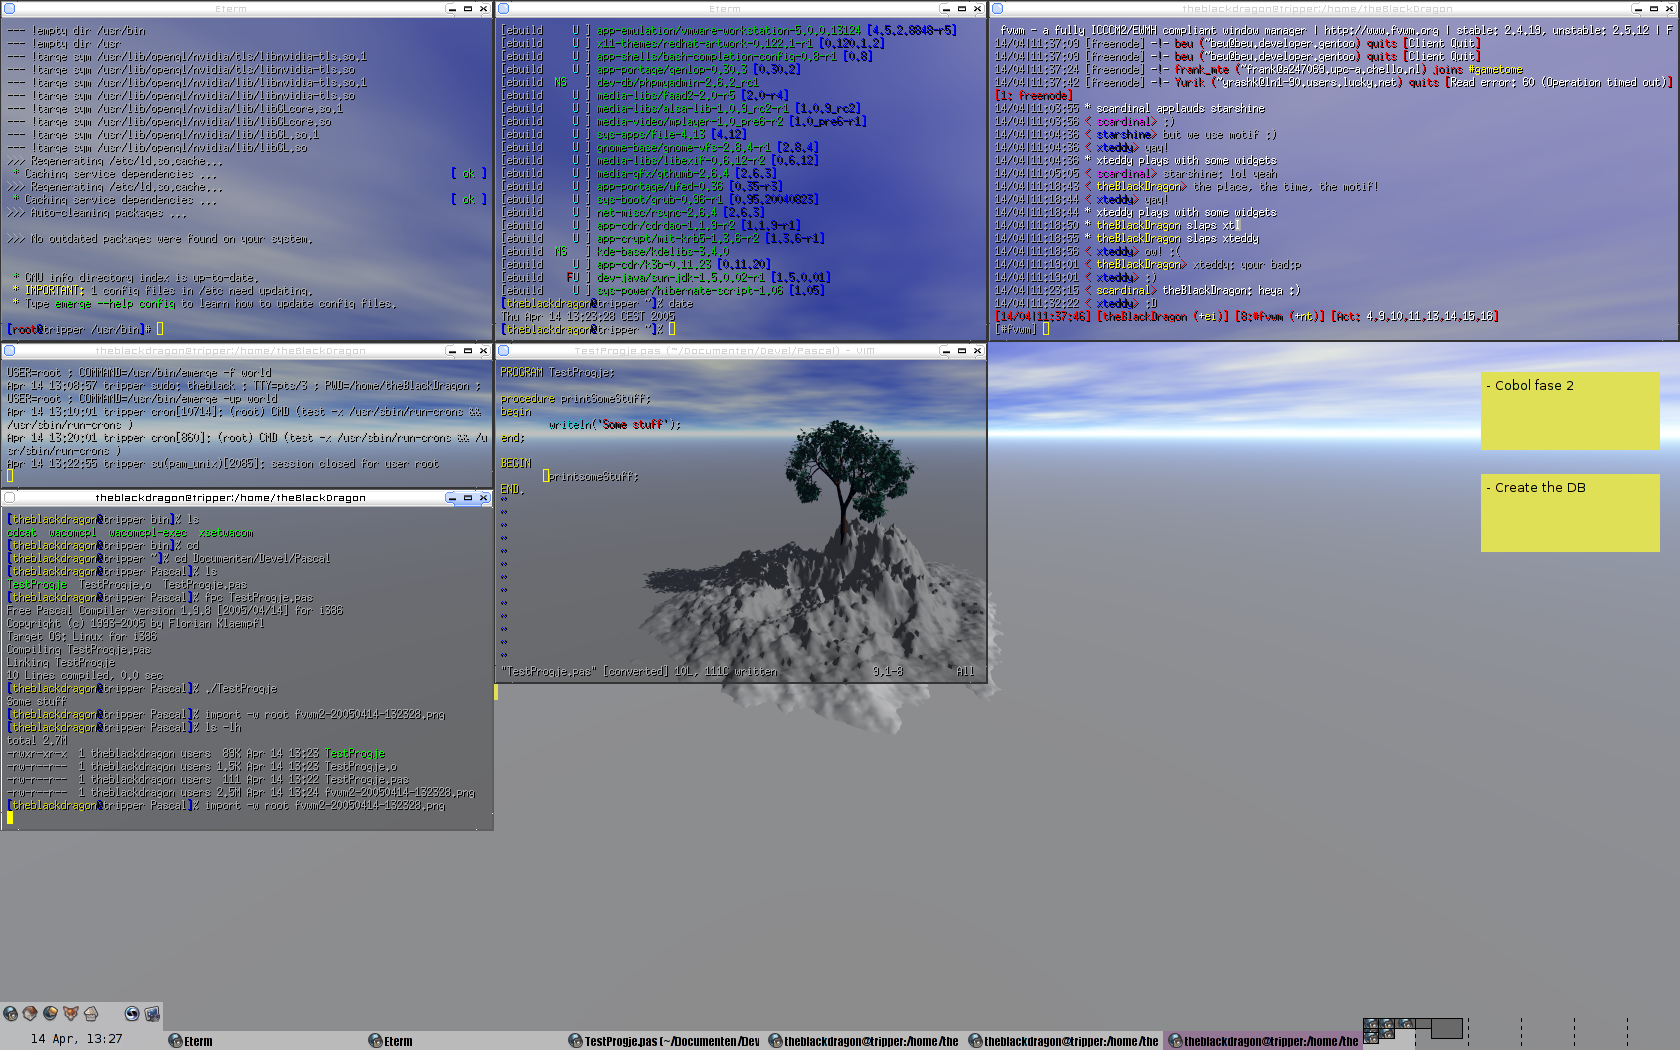 Eterm
--- !empty dir /usr/bin
--- !empty dir /usr
--- !targe sym /usr/lib/opengl/nvidia/tls/libnvidia-tls.so.1
--- !targe sym /usr/lib/opengl/nvidia/tls/libnvidia-tls.so
--- !targe sym /usr/lib/opengl/nvidia/lib/libnvidia-tls.so.1
--- !targe sym /usr/lib/opengl/nvidia/lib/libnvidia-tls.so
--- !targe sym /usr/lib/opengl/nvidia/lib/libGLcore.so.1
--- !targe sym /usr/lib/opengl/nvidia/lib/libGLcore.so
--- !targe sym /usr/lib/opengl/nvidia/lib/libGL.so.1
--- !targe sym /usr/lib/opengl/nvidia/lib/libGL.so
>>> Regenerating /etc/ld.so.cache...
* Caching service dependencies ... [ ok ]
>>> Regenerating /etc/ld.so.cache...
* Caching service dependencies ... [ ok ]
>>> Auto-cleaning packages ...
>>> No outdated packages were found on your system.
* GNU info directory index is up-to-date.
* IMPORTANT: 1 config files in /etc need updating.
* Type emerge --help config to learn how to update config files.
[root@tripper /usr/bin]#
Eterm
[ebuild U ] app-emulation/vmware-workstation-5.0.0.13124 [4.5.2.8848-r5]
[ebuild U ] x11-themes/redhat-artwork-0.122.1-r1 [0.120.1.2]
[ebuild U ] app-shells/bash-completion-config-0.8-r1 [0.8]
[ebuild U ] app-portage/genlop-0.30.3 [0.30.2]
[ebuild NS ] dev-db/phpmyadmin-2.6.2_rc1
[ebuild U ] media-libs/faad2-2.0-r5 [2.0-r4]
[ebuild U ] media-libs/alsa-lib-1.0.9_rc2-r1 [1.0.9_rc2]
[ebuild U ] media-video/mplayer-1.0_pre6-r2 [1.0_pre6-r1]
[ebuild U ] sys-apps/file-4.13 [4.12]
[ebuild U ] gnome-base/gnome-vfs-2.8.4-r1 [2.8.4]
[ebuild U ] media-libs/libexif-0.6.12-r2 [0.6.12]
[ebuild U ] media-gfx/gthumb-2.6.4 [2.6.3]
[ebuild U ] app-portage/ufed-0.36 [0.35-r3]
[ebuild U ] sys-boot/grub-0.96-r1 [0.95.20040823]
[ebuild U ] net-misc/rsync-2.6.4 [2.6.3]
[ebuild U ] app-cdr/cdrdao-1.1.9-r2 [1.1.9-r1]
[ebuild U ] app-crypt/mit-krb5-1.3.6-r2 [1.3.6-r1]
[ebuild NS ] kde-base/kdelibs-3.4.0
[ebuild U ] app-cdr/k3b-0.11.23 [0.11.20]
[ebuild FU ] dev-java/sun-jdk-1.5.0.02-r1 [1.5.0.01]
[ebuild U ] sys-power/hibernate-script-1.06 [1.05]
[theblackdragon@tripper ~]% date
Thu Apr 14 13:23:28 CEST 2005
[theblackdragon@tripper ~]%
theblackdragon@tripper:/home/theBlackDragon
fvwm - a fully ICCCM2/EWMH compliant window manager | http://www.fvwm.org | stable: 2.4.19, unstable: 2.5.12 | F
14/04|11:37:09 [freenode] -!- beu (~beu@beu.developer.gentoo) quits [Client Quit]
14/04|11:37:09 [freenode] -!- beu (~beu@beu.developer.gentoo) quits [Client Quit]
14/04|11:37:24 [freenode] -!- frank_mte (~frank@a247069.upc-a.chello.nl) joins #gametome
14/04|11:37:42 [freenode] -!- Yurik (~yrashk@ln1-90.users.lucky.net) quits [Read error: 60 (Operation timed out)]
[1: freenode]
14/04|11:03:55 * scardinal applauds starshine
14/04|11:03:56 < scardinal> ;)
14/04|11:04:36 < starshine> but we use motif ;)
14/04|11:04:36 < xteddy> yay!
14/04|11:04:36 * xteddy plays with some widgets
14/04|11:05:05 < scardinal> starshine: lol yeah
14/04|11:18:43 < theBlackDragon> the place, the time, the motif!
14/04|11:18:44 < xteddy> yay!
14/04|11:18:44 * xteddy plays with some widgets
14/04|11:18:50 * theBlackDragon slaps xt[
14/04|11:18:55 * theBlackDragon slaps xteddy
14/04|11:18:56 < xteddy> ow! :(
14/04|11:19:01 < theBlackDragon> xteddy: your bad:p
14/04|11:19:01 < xteddy> ;)
14/04|11:23:15 < scardinal> theBlackDragon: heya :)
14/04|11:32:22 < xteddy> :D
[14/04|11:37:46] [theBlackDragon (+ei)] [8:#fvwm (+nt)] [Act: 4,9,10,11,13,14,15,16]
[#fvwm]
theblackdragon@tripper:/home/theBlackDragon
USER=root ; COMMAND=/usr/bin/emerge -f world
Apr 14 13:08:57 tripper sudo: theblack : TTY=pts/3 ; PWD=/home/theBlackDragon ;
USER=root ; COMMAND=/usr/bin/emerge -up world
Apr 14 13:10:01 tripper cron[10714]: (root) CMD (test -x /usr/sbin/run-crons &&
/usr/sbin/run-crons )
Apr 14 13:20:01 tripper cron[860]: (root) CMD (test -x /usr/sbin/run-crons && /u
sr/sbin/run-crons )
Apr 14 13:22:55 tripper su(pam_unix)[2085]: session closed for user root
TestProgje.pas (~/Documenten/Devel/Pascal) - VIM
PROGRAM TestProgje;
procedure printSomeStuff;
begin
writeln('Some stuff');
end;
BEGIN
printsomeStuff;
END.
~
~
~
~
~
~
~
~
~
~
~
~
~
"TestProgje.pas" [converted] 10L, 111C written 9,1-8 All
- Cobol fase 2
- Create the DB
theblackdragon@tripper:/home/theBlackDragon
[theblackdragon@tripper bin]% ls
cdcat wacomcpl wacomcpl-exec xsetwacom
[theblackdragon@tripper bin]% cd
[theblackdragon@tripper ~]% cd Documenten/Devel/Pascal
[theblackdragon@tripper Pascal]% ls
TestProgje TestProgje.o TestProgje.pas
[theblackdragon@tripper Pascal]% fpc TestProgje.pas
Free Pascal Compiler version 1.9.8 [2005/04/14] for i386
Copyright (c) 1993-2005 by Florian Klaempfl
Target OS: Linux for i386
Compiling TestProgje.pas
Linking TestProgje
10 Lines compiled, 0.0 sec
[theblackdragon@tripper Pascal]% ./TestProgje
Some stuff
[theblackdragon@tripper Pascal]% import -w root fvwm2-20050414-132328.png
[theblackdragon@tripper Pascal]% ls -lh
total 2.7M
-rwxr-xr-x 1 theblackdragon users 89K Apr 14 13:23 TestProgje
-rw-r--r-- 1 theblackdragon users 1.5K Apr 14 13:23 TestProgje.o
-rw-r--r-- 1 theblackdragon users 111 Apr 14 13:22 TestProgje.pas
-rw-r--r-- 1 theblackdragon users 2.5M Apr 14 13:24 fvwm2-20050414-132328.png
[theblackdragon@tripper Pascal]% import -w root fvwm2-20050414-132328.png
14 Apr, 13:27
Eterm
Eterm
TestProgje.pas (~/Documenten/Dev
theblackdragon@tripper:/home/the
theblackdragon@tripper:/home/the
theblackdragon@tripper:/home/the